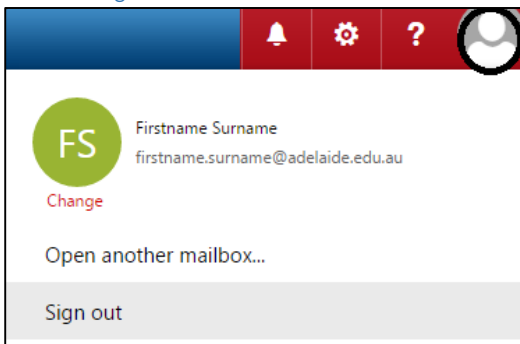 ?
FS
Firstname Surname
firstname.surname@adelaide.edu.au
Change
Open another mailbox...
Sign out